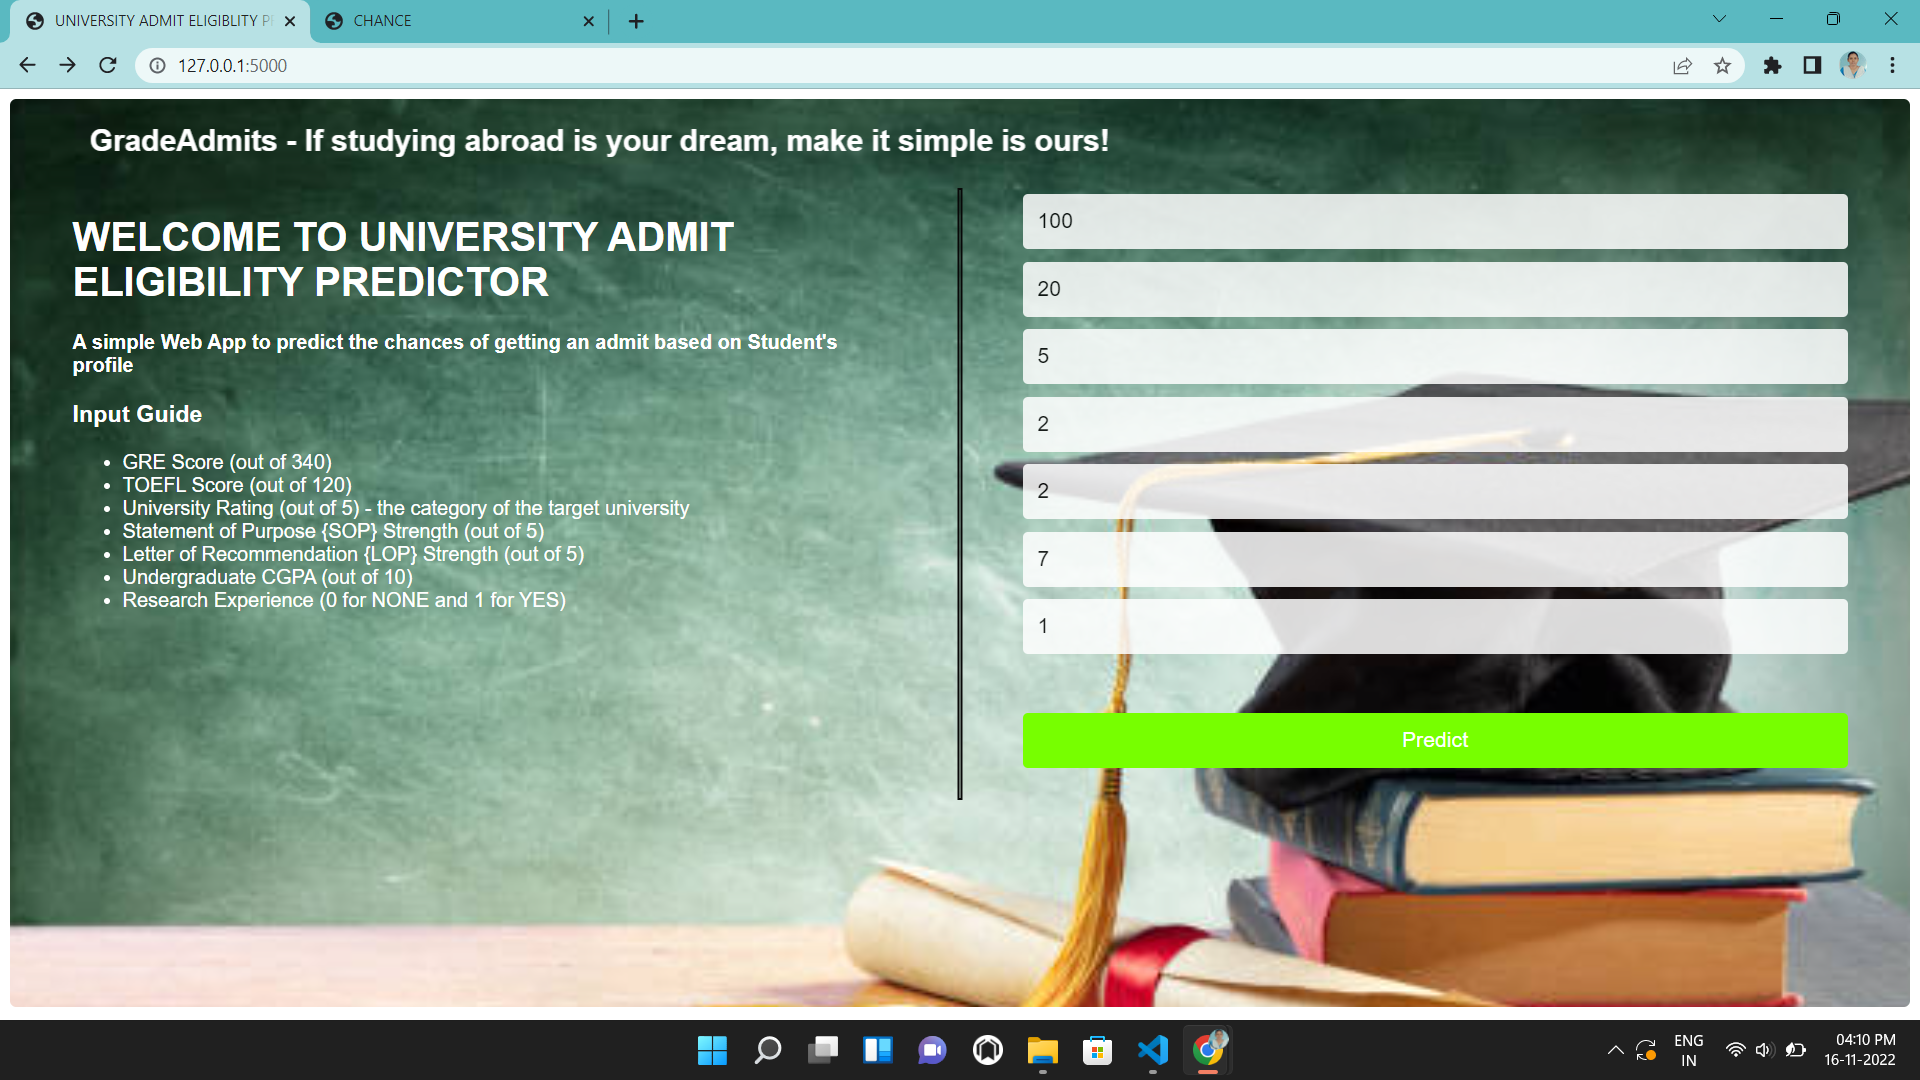 UNIVERSITY ADMIT ELIGIBLITY P
CHANCE
127.0.0.1:5000
GradeAdmits - If studying abroad is your dream, make it simple is ours!
WELCOME TO UNIVERSITY ADMIT
ELIGIBILITY PREDICTOR
A simple Web App to predict the chances of getting an admit based on Student's
profile
Input Guide
• GRE Score (out of 340)
• TOEFL Score (out of 120)
• University Rating (out of 5) - the category of the target university
• Statement of Purpose {SOP} Strength (out of 5)
• Letter of Recommendation {LOP} Strength (out of 5)
• Undergraduate CGPA (out of 10)
• Research Experience (0 for NONE and 1 for YES)
100
20
5
2
2
7
1
Predict
ENG
IN
04:10 PM
16-11-2022